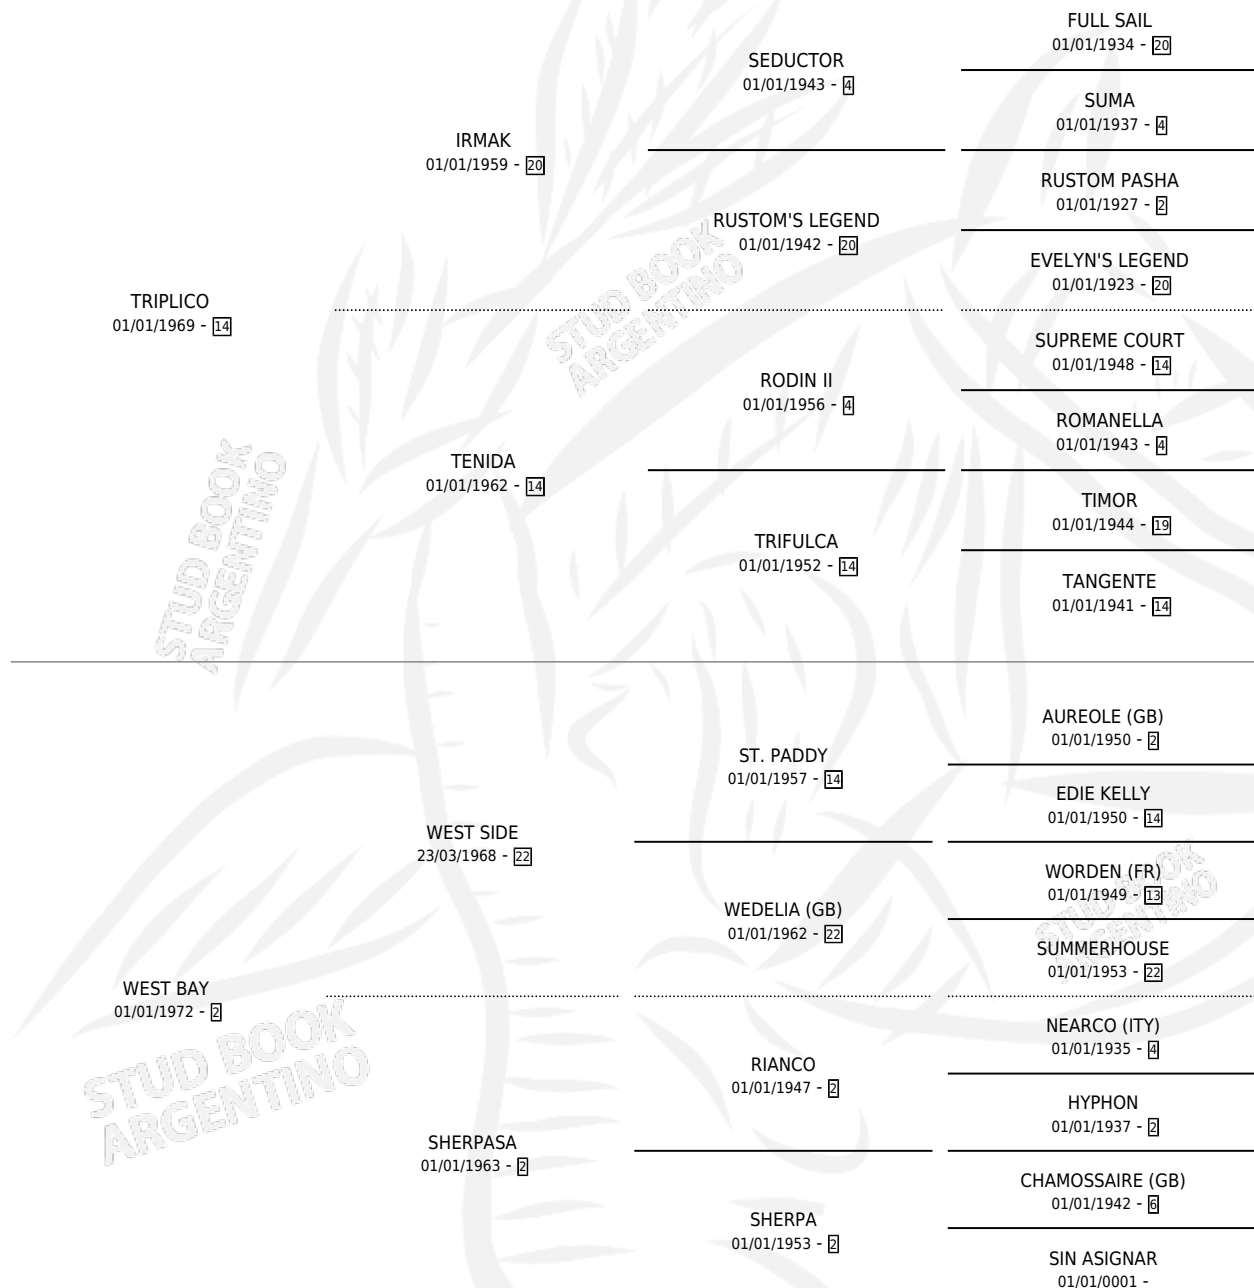 FULL SAIL
01/01/1934 - 20
SEDUCTOR
01/01/1943 - 4
SUMA
01/01/1937 - 4
IRMAK
01/01/1959 - 20
RUSTOM PASHA
01/01/1927 - 2
RUSTOM'S LEGEND
01/01/1942 - 20
EVELYN'S LEGEND
01/01/1923 - 20
TRIPLICO
01/01/1969 - 14
SUPREME COURT
01/01/1948 - 14
RODIN II
01/01/1956 - 4
ROMANELLA
01/01/1943 - 4
TENIDA
01/01/1962 - 14
TIMOR
01/01/1944 - 19
TRIFULCA
01/01/1952 - 14
TANGENTE
01/01/1941 - 14
STUD BOOK
ARGENTINO
STUD BOOK
ARGENTINO
AUREOLE (GB)
01/01/1950 - 2
ST. PADDY
01/01/1957 - 14
EDIE KELLY
01/01/1950 - 14
WEST SIDE
23/03/1968 - 22
WORDEN (FR)
01/01/1949 - 13
WEDELIA (GB)
01/01/1962 - 22
SUMMERHOUSE
01/01/1953 - 22
WEST BAY
01/01/1972 - 2
NEARCO (ITY)
01/01/1935 - 4
RIANCO
01/01/1947 - 2
HYPHON
01/01/1937 - 2
SHERPASA
01/01/1963 - 2
CHAMOSSAIRE (GB)
01/01/1942 - 6
SHERPA
01/01/1953 - 2
SIN ASIGNAR
01/01/0001 -
STUD BOOK
ARGENTINO
STUD BOOK
ARGENTINO